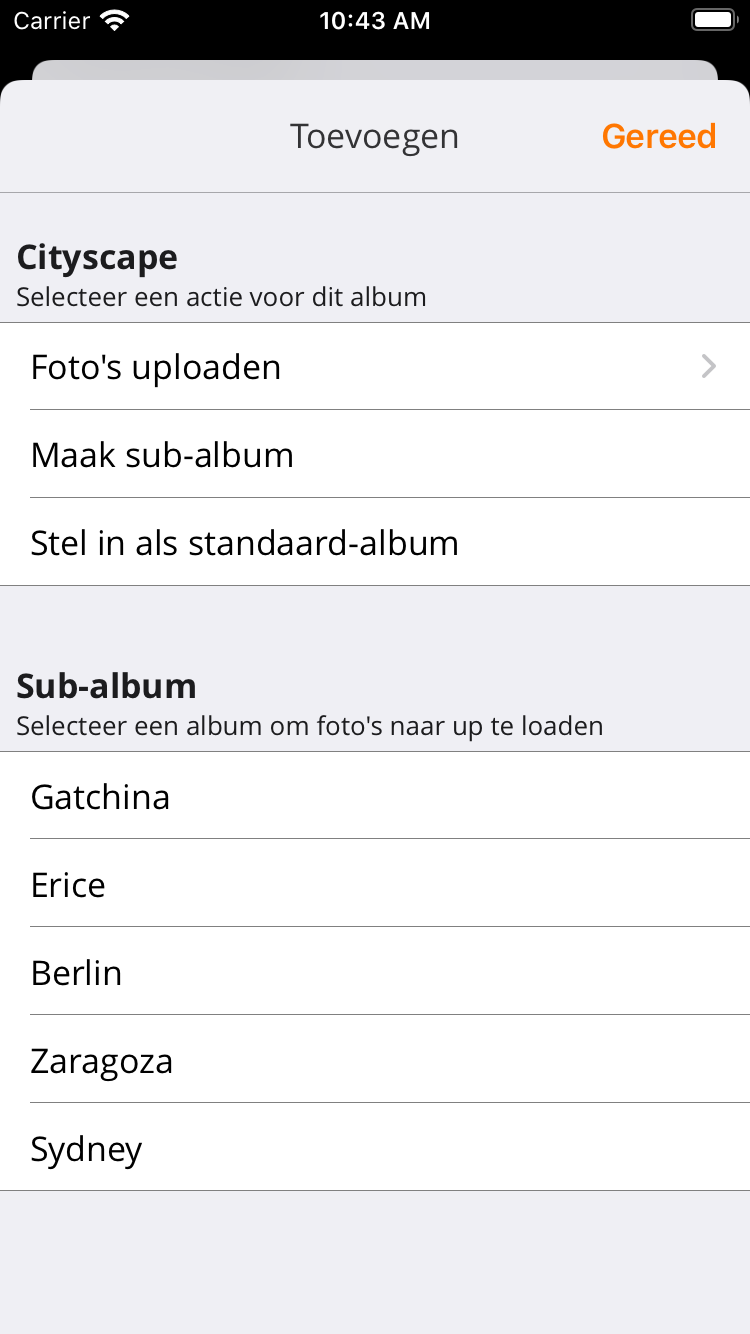 Carrier 10:43 AM
Toevoegen Gereed
Cityscape
Selecteer een actie voor dit album
Foto's uploaden
Maak sub-album
Stel in als standaard-album
Sub-album
Selecteer een album om foto's naar up te loaden
Gatchina
Erice
Berlin
Zaragoza
Sydney